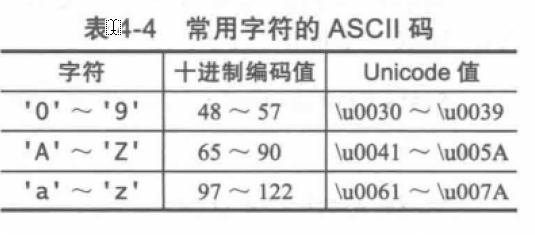 表4-4 常用字符的 ASCII 码
字符 十进制编码值 Unicode 值
'0' ～ '9' 48 ～ 57 \u0030 ～ \u0039
'A' ～ 'Z' 65 ～ 90 \u0041 ～ \u005A
'a' ～ 'z' 97 ～ 122 \u0061 ～ \u007A